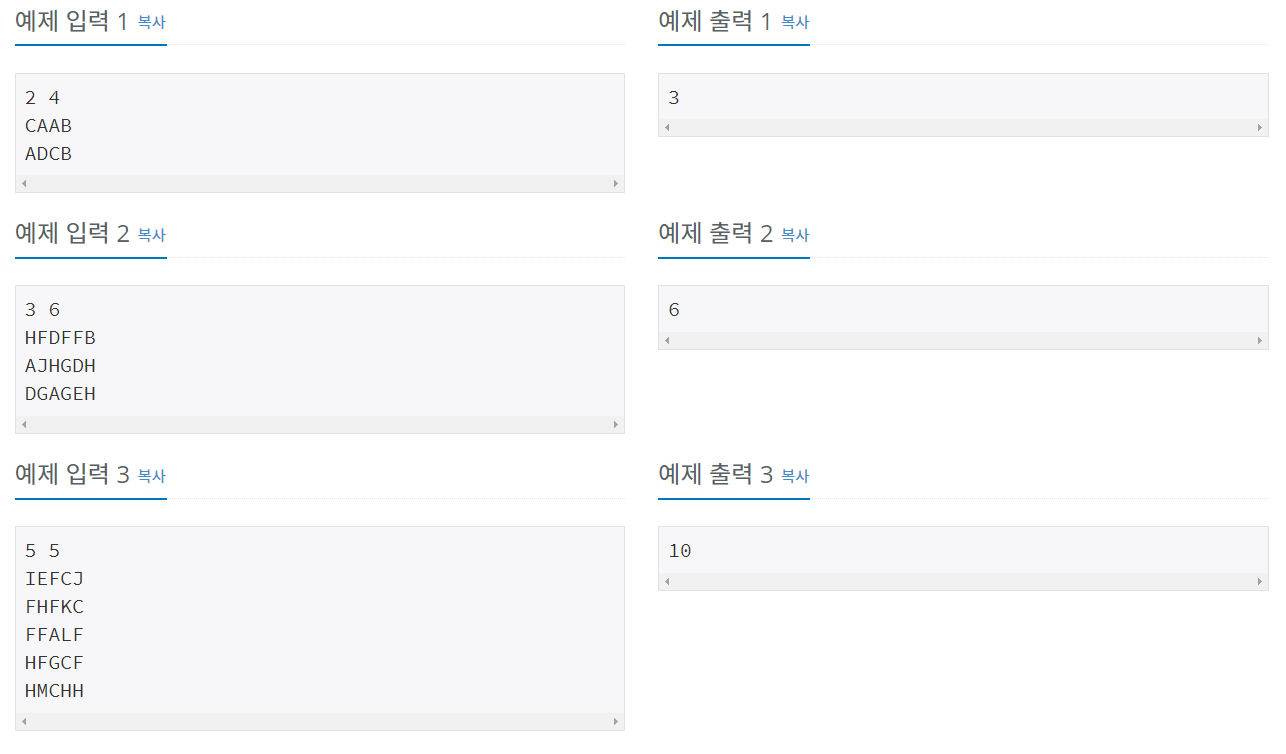 예제 입력 1 복사
2 4
CAAB
ADCB
예제 출력 1 복사
3
예제 입력 2 복사
3 6
HFDFFB
AJHGDH
DGAGEH
예제 출력 2 복사
6
예제 입력 3 복사
5 5
IEFCJ
FHFKC
FFALF
HFGCF
HMCHH
예제 출력 3 복사
10